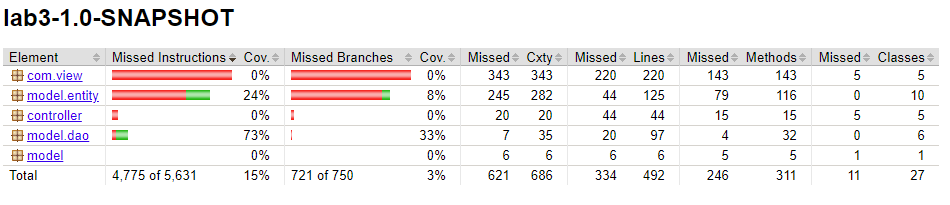 lab3-1.0-SNAPSHOT
Element Missed Instructions Cov. Missed Branches Cov. Missed Cxty Missed Lines Missed Methods Missed Classes
com.view 0% 0% 343 343 220 220 143 143 5 5
model.entity 24% 8% 245 282 44 125 79 116 0 10
controller 0% 0% 20 20 44 44 15 15 5 5
model.dao 73% 33% 7 35 20 97 4 32 0 6
model 0% 0% 6 6 6 6 5 5 1 1
Total 4,775 of 5,631 15% 721 of 750 3% 621 686 334 492 246 311 11 27